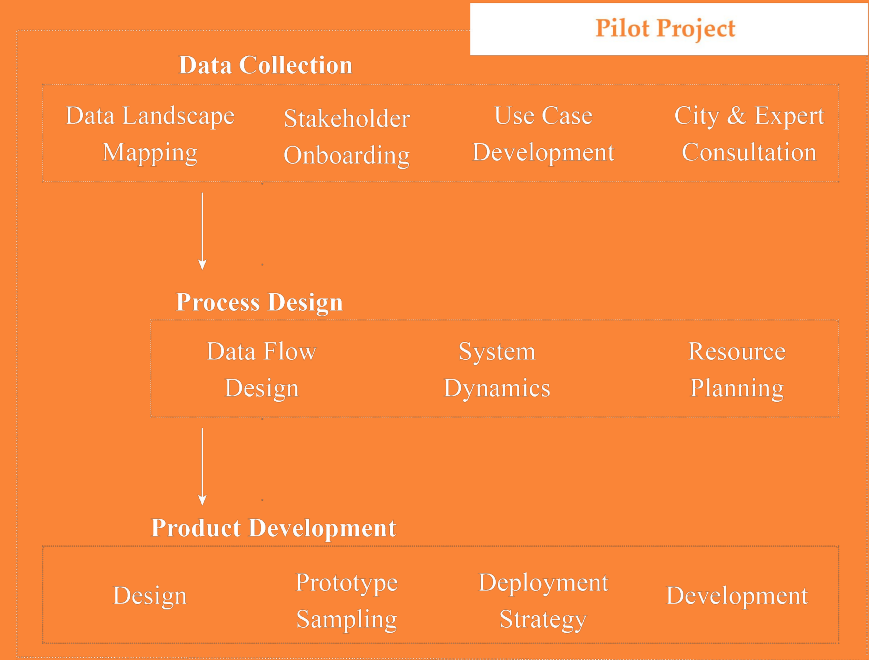 Pilot Project
Data Collection
Data Landscape
Mapping
Stakeholder
Onboarding
Use Case
Development
City & Expert
Consultation
Process Design
Data Flow
Design
System
Dynamics
Resource
Planning
Product Development
Design
Prototype
Sampling
Deployment
Strategy
Development